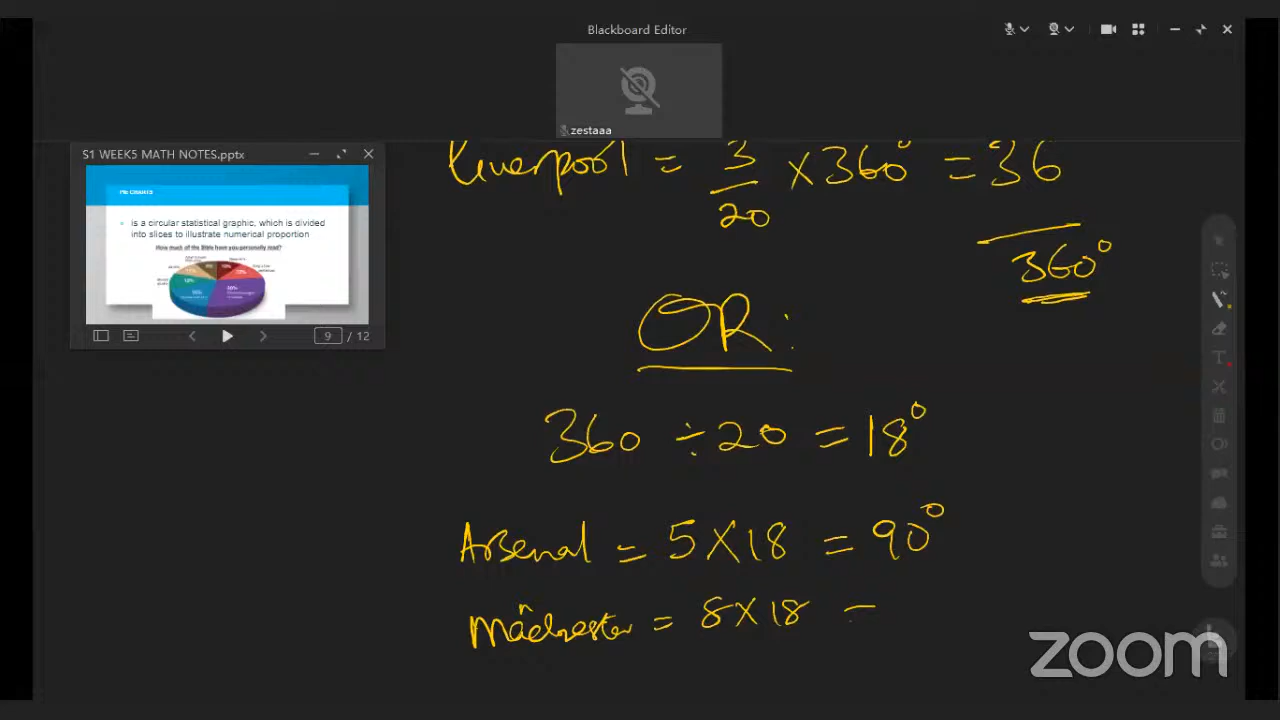 Blackboard Editor
zestaaa
S1 WEEK5 MATH NOTES.pptx
PIE CHARTS
is a circular statistical graphic, which is divided
into slices to illustrate numerical proportion
How much of the Bible have you personally read?
9 / 12
Liverpool = 3/20 × 360° = 36
360°
OR:
360 ÷ 20 = 18°
Arsenal = 5 × 18 = 90°
Manchester = 8 × 18 =
zoom